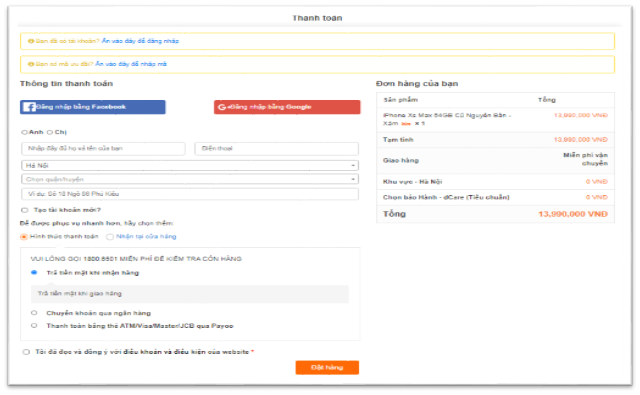 Thanh toán
Bạn đã có tài khoản? Ấn vào đây để đăng nhập
Bạn có mã ưu đãi? Ấn vào đây để nhập mã
Thông tin thanh toán
Đăng nhập bằng Facebook
G+ Đăng nhập bằng Google
Anh Chị
Nhập đầy đủ họ và tên của bạn
Điện thoại
Hà Nội
Chọn quận/huyện
Ví dụ: Số 18 Ngõ 86 Phú Kiều
Tạo tài khoản mới?
Để được phục vụ nhanh hơn, hãy chọn thêm:
Hình thức thanh toán Nhận tại cửa hàng
VUI LÒNG GỌI 1800.6601 MIỄN PHÍ ĐỂ KIỂM TRA CÒN HÀNG
Trả tiền mặt khi nhận hàng
Trả tiền mặt khi giao hàng
Chuyển khoản qua ngân hàng
Thanh toán bằng thẻ ATM/Visa/Master/JCB qua Payoo
Tôi đã đọc và đồng ý với điều khoản và điều kiện của website *
Đặt hàng
Đơn hàng của bạn
Sản phẩm Tổng
iPhone Xs Max 64GB Cũ Nguyên Bản - 13,990,000 VNĐ
Xám × 1
Tạm tính 13,990,000 VNĐ
Giao hàng Miễn phí vận
chuyển
Khu vực - Hà Nội 0 VNĐ
Chọn bảo Hành - dCare (Tiêu chuẩn) 0 VNĐ
Tổng 13,990,000 VNĐ